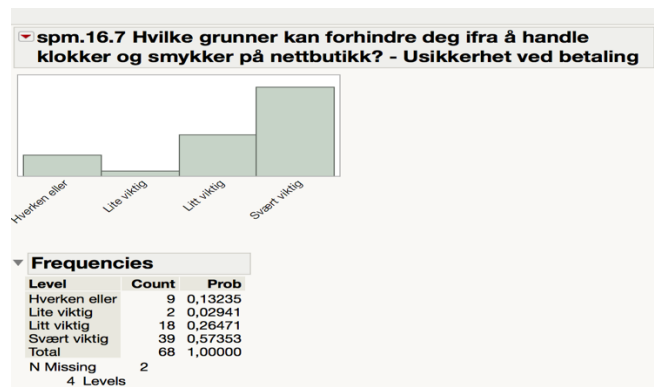 spm.16.7 Hvilke grunner kan forhindre deg ifra å handle
klokker og smykker på nettbutikk? - Usikkerhet ved betaling
Hverken eller
Lite viktig
Litt viktig
Svært viktig
Frequencies
Level Count Prob
Hverken eller 9 0,13235
Lite viktig 2 0,02941
Litt viktig 18 0,26471
Svært viktig 39 0,57353
Total 68 1,00000
N Missing 2
4 Levels